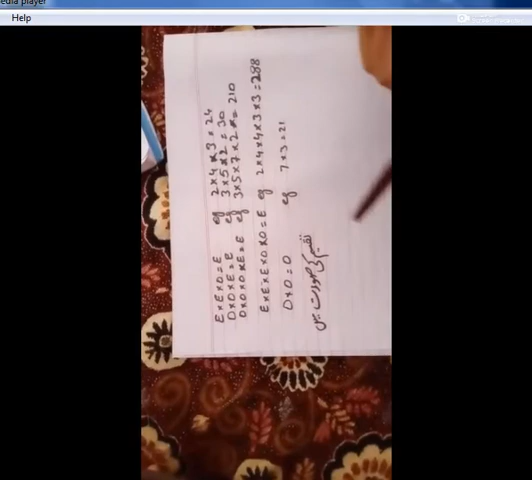 Media player
Help
E x E x O = E eg 2 x 4 x 3 = 24
O x O x E = E eg 3 x 5 x 2 = 30
O x O x O x E = E eg 3 x 5 x 7 x 2 = 210
E x E x E x O x O = E eg 2 x 4 x 4 x 3 x 3 = 288
O x O = O eg 7 x 3 = 21
تقسیم کی صورت میں